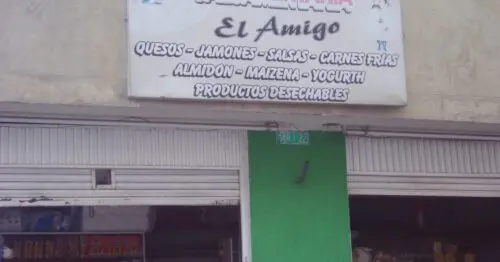 El Amigo
QUESOS - JAMONES - SALSAS - CARNES FRIAS
ALMIDON - MAIZENA - YOGURTH
PRODUCTOS DESECHABLES